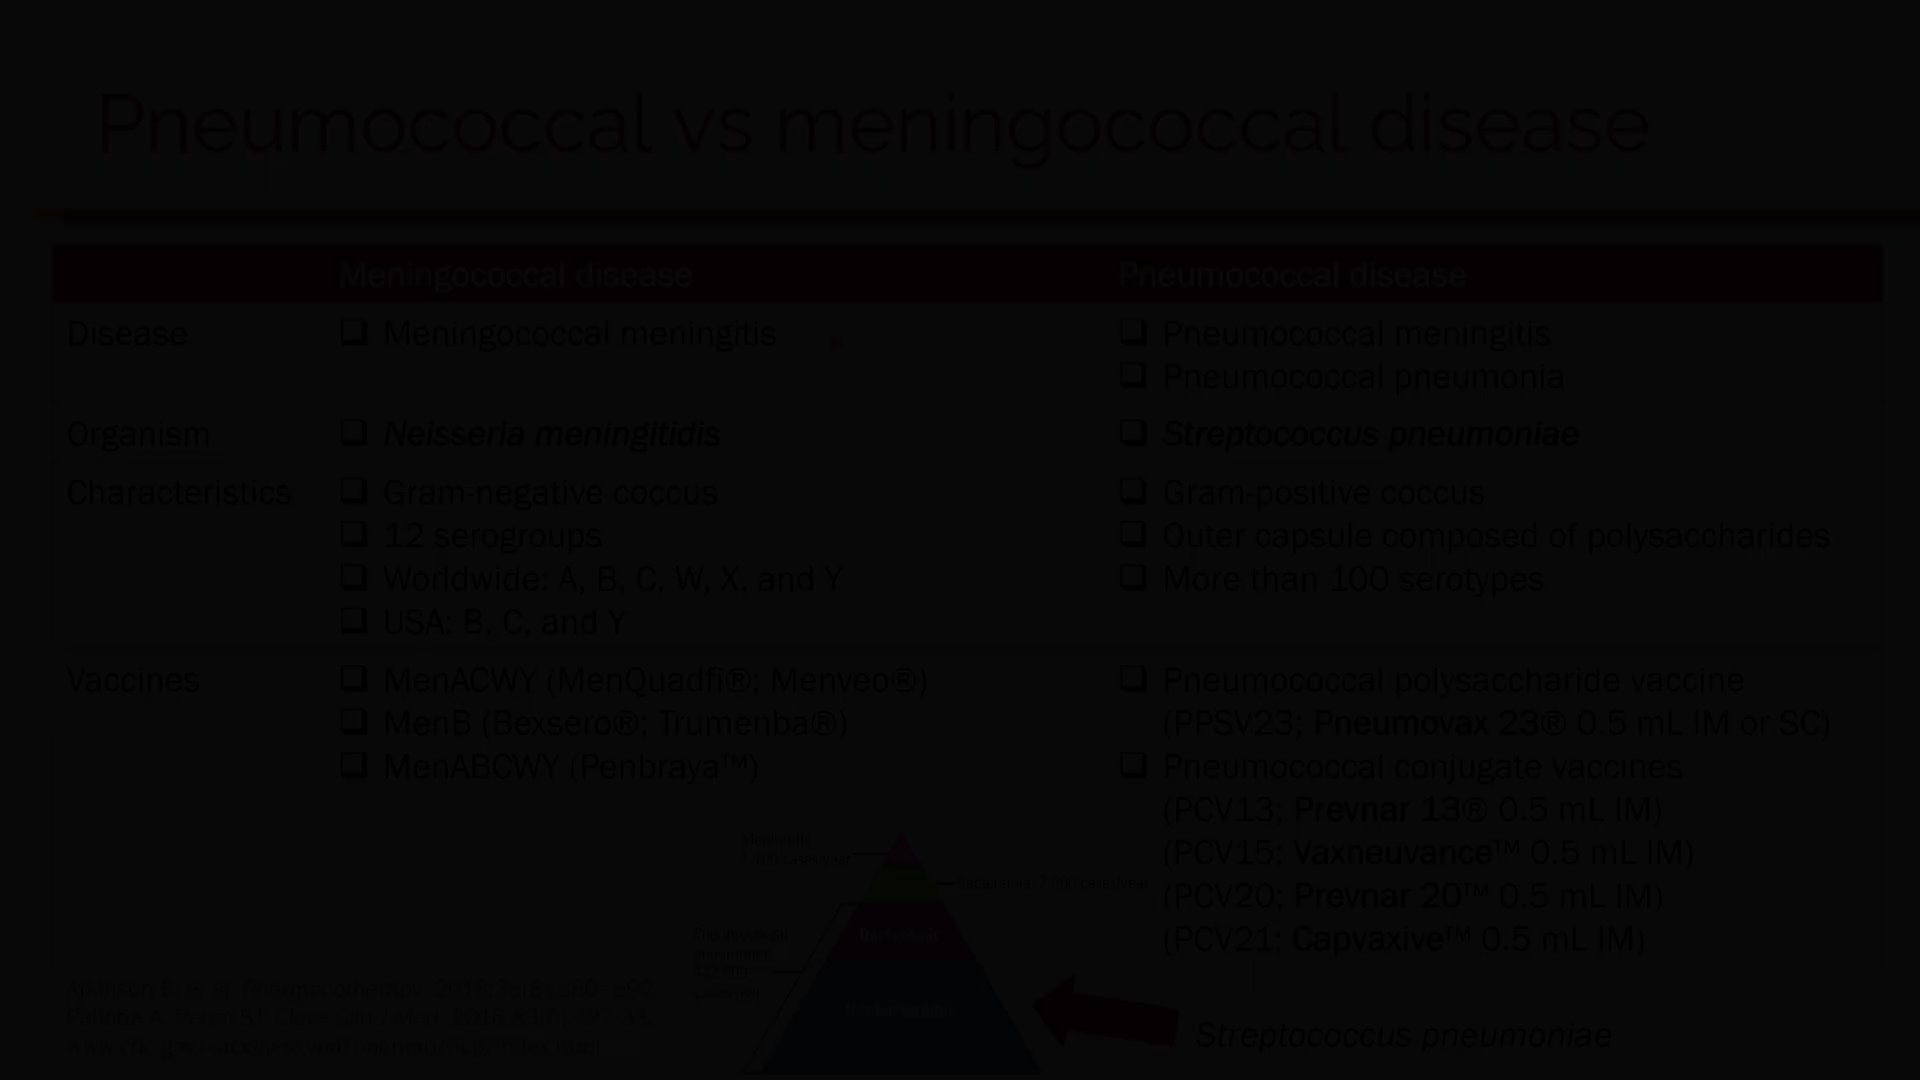 Pneumococcal vs meningococcal disease
Meningococcal disease
Pneumococcal disease
Disease
❑ Meningococcal meningitis
❑ Pneumococcal meningitis
❑ Pneumococcal pneumonia
Organism
❑ Neisseria meningitidis
❑ Streptococcus pneumoniae
Characteristics
❑ Gram-negative coccus
❑ 12 serogroups
❑ Worldwide: A, B, C, W, X, and Y
❑ USA: B, C, and Y
❑ Gram-positive coccus
❑ Outer capsule composed of polysaccharides
❑ More than 100 serotypes
Vaccines
❑ MenACWY (MenQuadfi®; Menveo®)
❑ MenB (Bexsero®; Trumenba®)
❑ MenABCWY (Penbraya™)
❑ Pneumococcal polysaccharide vaccine
(PPSV23; Pneumovax 23® 0.5 mL IM or SC)
❑ Pneumococcal conjugate vaccines
(PCV13; Prevnar 13® 0.5 mL IM)
(PCV15; Vaxneuvance™ 0.5 mL IM)
(PCV20; Prevnar 20™ 0.5 mL IM)
(PCV21; Capvaxive™ 0.5 mL IM)
Meningitis
Streptococcus pneumoniae